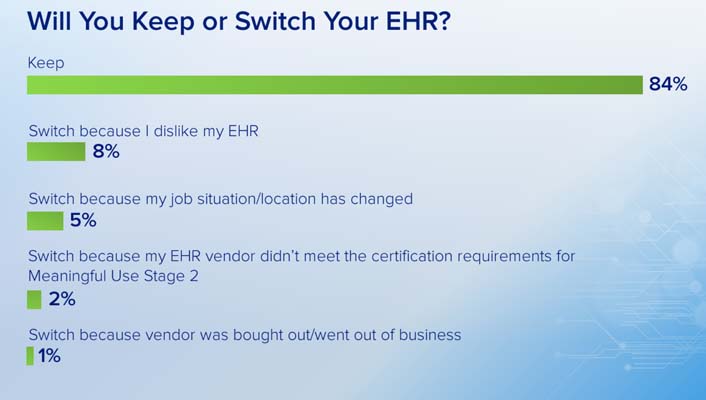 Will You Keep or Switch Your EHR?
Keep
84%
Switch because I dislike my EHR
8%
Switch because my job situation/location has changed
5%
Switch because my EHR vendor didn’t meet the certification requirements for
Meaningful Use Stage 2
2%
Switch because vendor was bought out/went out of business
1%